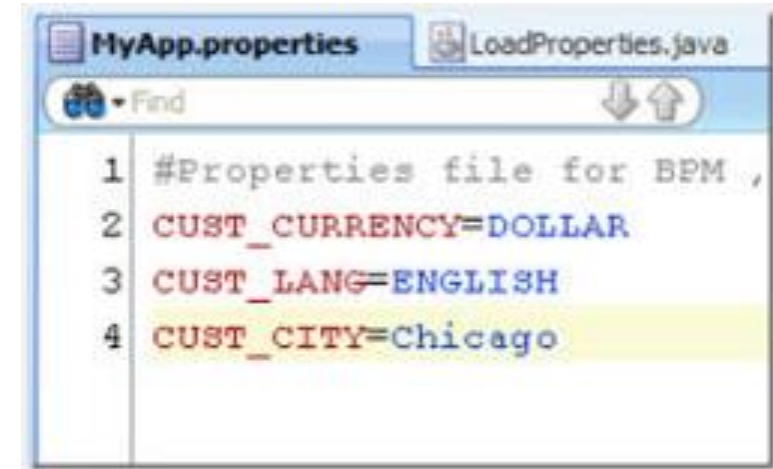 MyApp.properties LoadProperties.java
Find
1 #Properties file for BPM ,
2 CUST_CURRENCY=DOLLAR
3 CUST_LANG=ENGLISH
4 CUST_CITY=Chicago